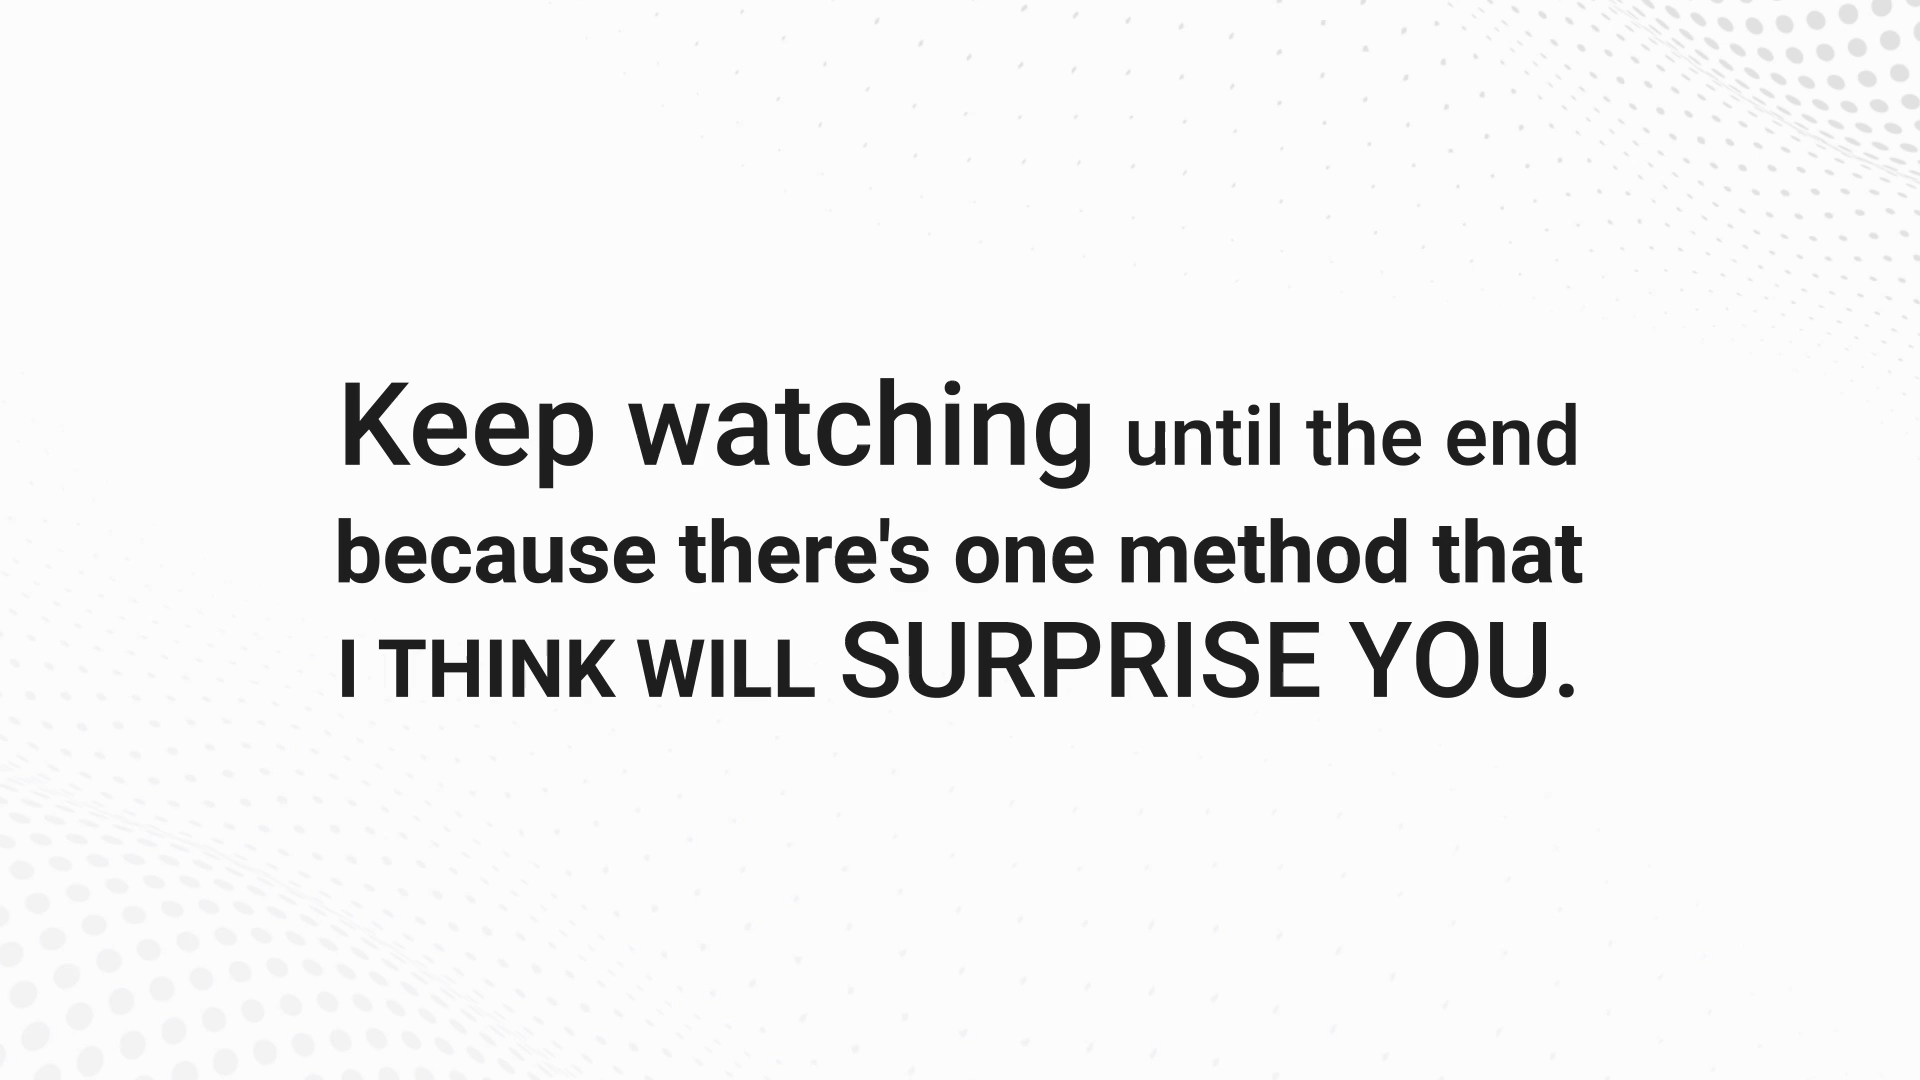 Keep watching until the end
because there's one method that
I THINK WILL SURPRISE YOU.